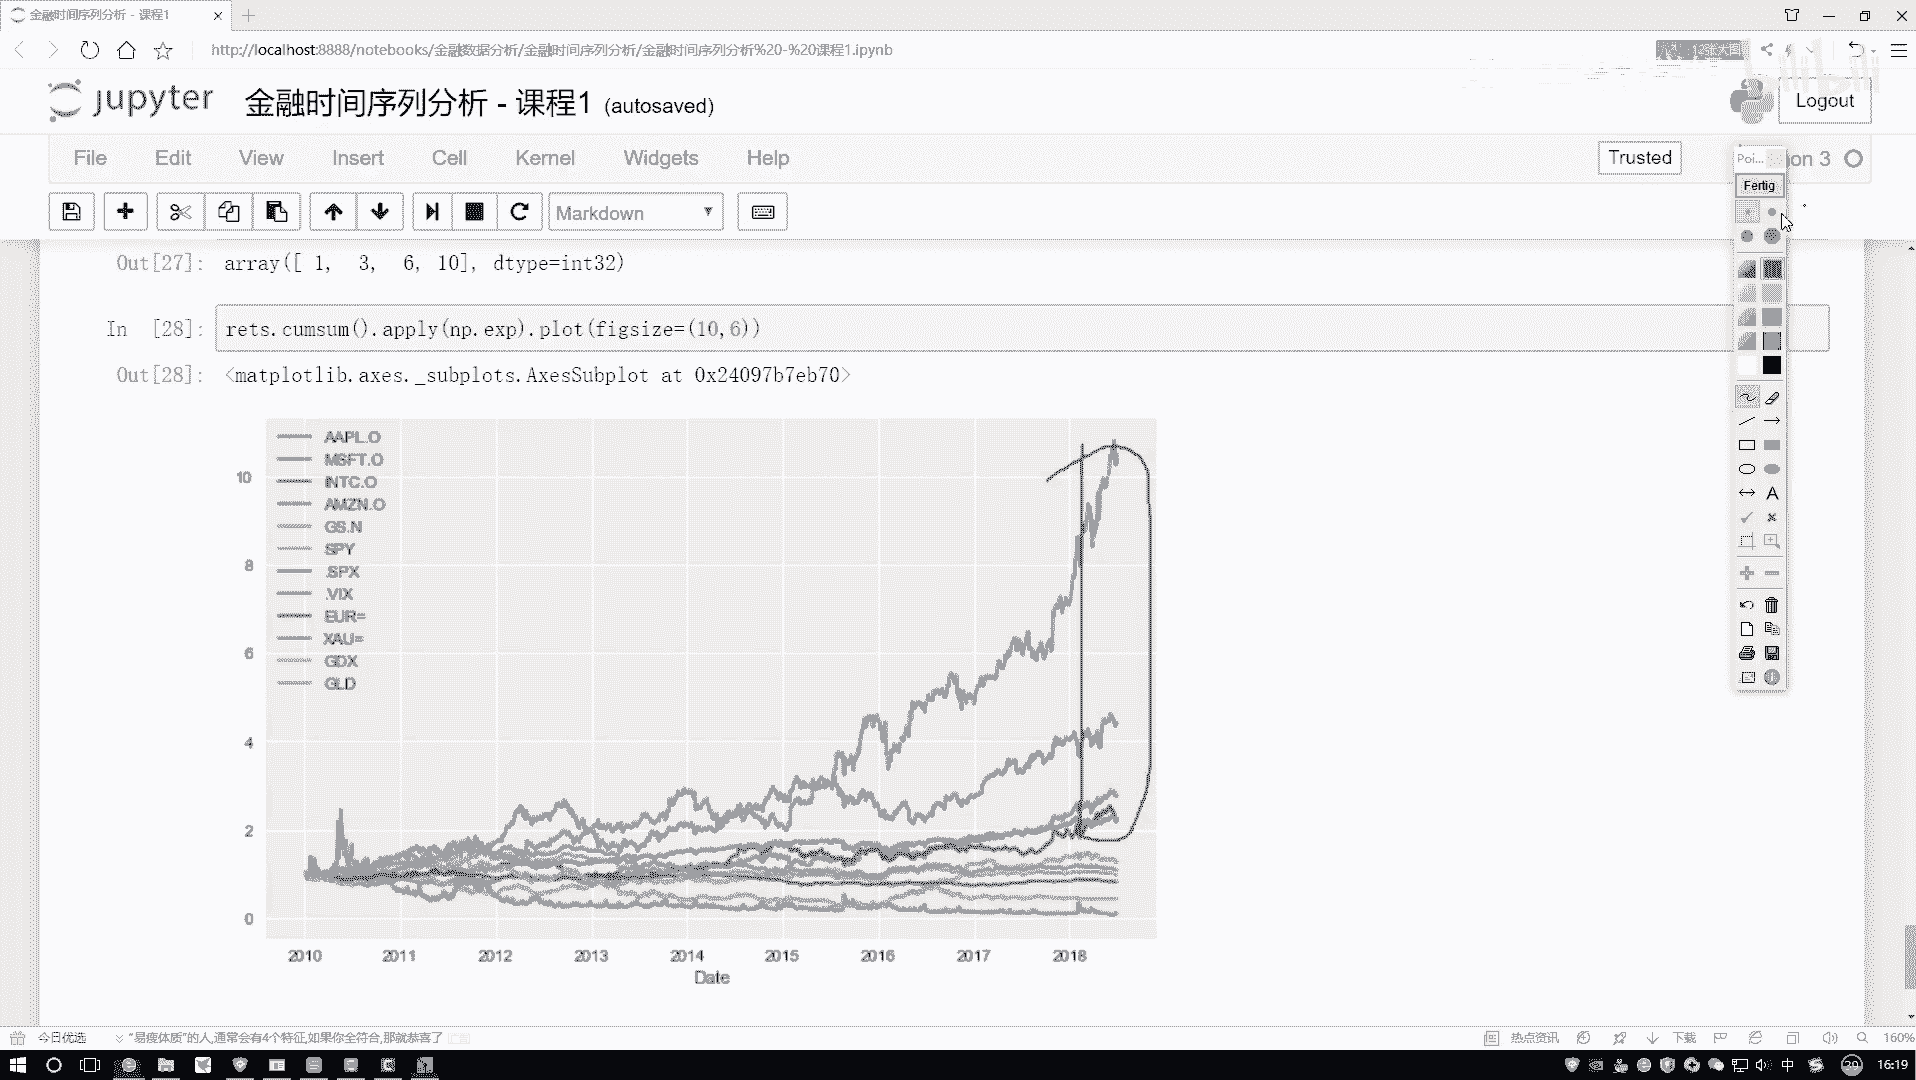 金融时间序列分析 - 课程1
http://localhost:8888/notebooks/金融数据分析/金融时间序列分析/金融时间序列分析%20-%20课程1.ipynb
12张大图
bilibili
jupyter 金融时间序列分析 - 课程1 (autosaved)
Logout
File Edit View Insert Cell Kernel Widgets Help
Trusted
on 3
Poi...
Fertig
Markdown
Out[27]: array([ 1, 3, 6, 10], dtype=int32)
In [28]: rets.cumsum().apply(np.exp).plot(figsize=(10,6))
Out[28]: <matplotlib.axes._subplots.AxesSubplot at 0x24097b7eb70>
AAPL.O
MSFT.O
INTC.O
AMZN.O
GS.N
SPY
.SPX
.VIX
EUR=
XAU=
GDX
GLD
10
8
6
4
2
0
2010 2011 2012 2013 2014 2015 2016 2017 2018
Date
A
今日优选
“易瘦体质”的人,通常会有4个特征,如果你全符合,那就恭喜了
热点资讯
下载
160%
中
29
16:19